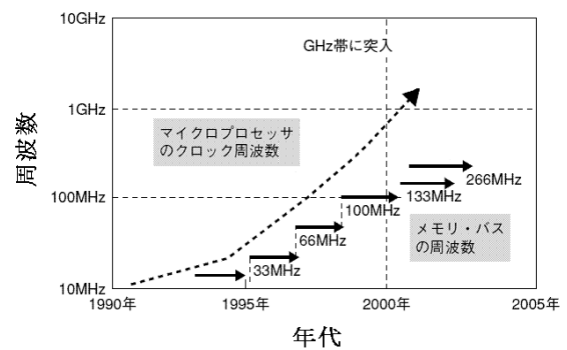 10GHz
GHz帯に突入
1GHz
マイクロプロセッサ
のクロック周波数
周波数
266MHz
133MHz
100MHz
100MHz
66MHz
メモリ・バス
の周波数
33MHz
10MHz
1990年
1995年
2000年
2005年
年代